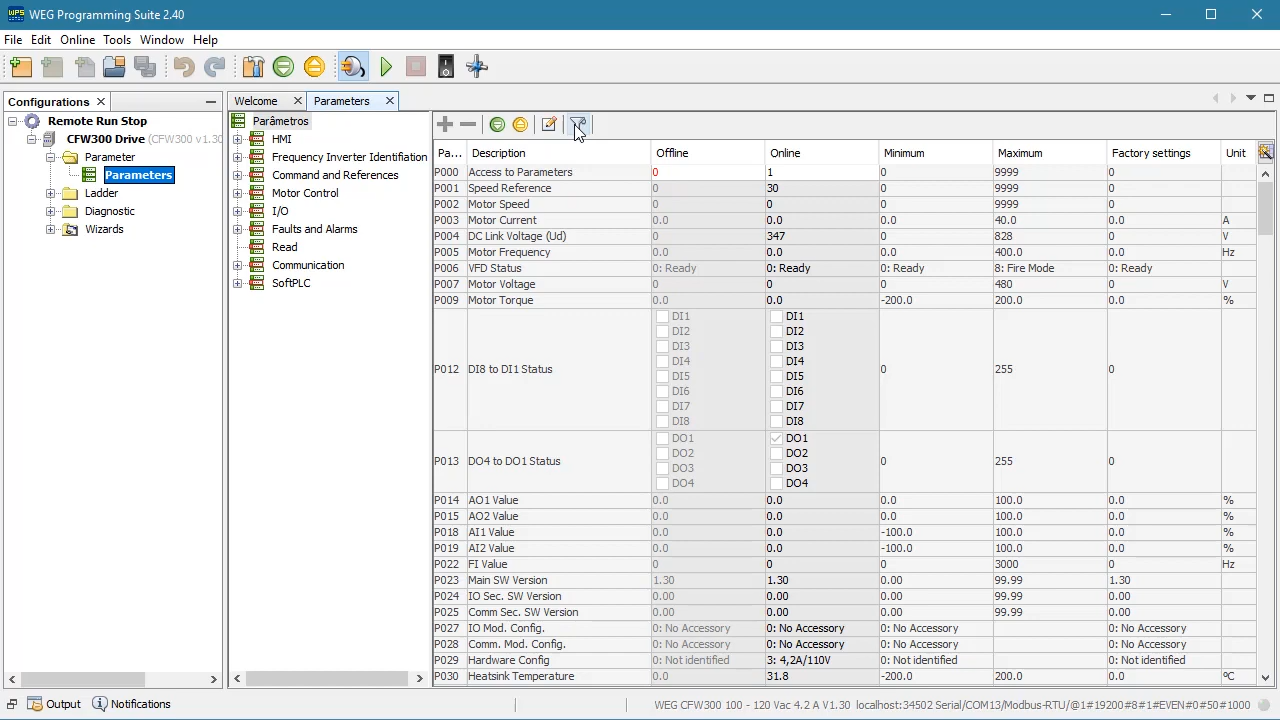 WEG Programming Suite 2.40
File Edit Online Tools Window Help
Configurations
Remote Run Stop
CFW300 Drive (CFW300 v1.30
Parameter
Parameters
Ladder
Diagnostic
Wizards
Welcome Parameters
Parâmetros
HMI
Frequency Inverter Identifiation
Command and References
Motor Control
I/O
Faults and Alarms
Read
Communication
SoftPLC
Pa... Description Offline Online Minimum Maximum Factory settings Unit
P000 Access to Parameters 0 1 0 9999 0
P001 Speed Reference 0 30 0 9999 0
P002 Motor Speed 0 0 0 9999 0
P003 Motor Current 0.0 0.0 0.0 40.0 0.0 A
P004 DC Link Voltage (Ud) 0 347 0 828 0 V
P005 Motor Frequency 0.0 0.0 0.0 400.0 0.0 Hz
P006 VFD Status 0: Ready 0: Ready 0: Ready 8: Fire Mode 0: Ready
P007 Motor Voltage 0 0 0 480 0 V
P009 Motor Torque 0.0 0.0 -200.0 200.0 0.0 %
DI1 DI1
DI2 DI2
DI3 DI3
DI4 DI4
P012 DI8 to DI1 Status 0 255 0
DI5 DI5
DI6 DI6
DI7 DI7
DI8 DI8
DO1 DO1
DO2 DO2
P013 DO4 to DO1 Status 0 255 0
DO3 DO3
DO4 DO4
P014 AO1 Value 0.0 0.0 0.0 100.0 0.0 %
P015 AO2 Value 0.0 0.0 0.0 100.0 0.0 %
P018 AI1 Value 0.0 0.0 -100.0 100.0 0.0 %
P019 AI2 Value 0.0 0.0 -100.0 100.0 0.0 %
P022 FI Value 0 0 0 3000 0 Hz
P023 Main SW Version 1.30 1.30 0.00 99.99 1.30
P024 IO Sec. SW Version 0.00 0.00 0.00 99.99 0.00
P025 Comm Sec. SW Version 0.00 0.00 0.00 99.99 0.00
P027 IO Mod. Config. 0: No Accessory 0: No Accessory 0: No Accessory 0: No Accessory
P028 Comm. Mod. Config. 0: No Accessory 0: No Accessory 0: No Accessory 0: No Accessory
P029 Hardware Config 0: Not identified 3: 4,2A/110V 0: Not identified 0: Not identified
P030 Heatsink Temperature 0.0 31.8 -200.0 200.0 0.0 ºC
Output Notifications
WEG CFW300 100 - 120 Vac 4.2 A V1.30 localhost:34502 Serial/COM13/Modbus-RTU/@1#19200#8#1#EVEN#0#50#1000